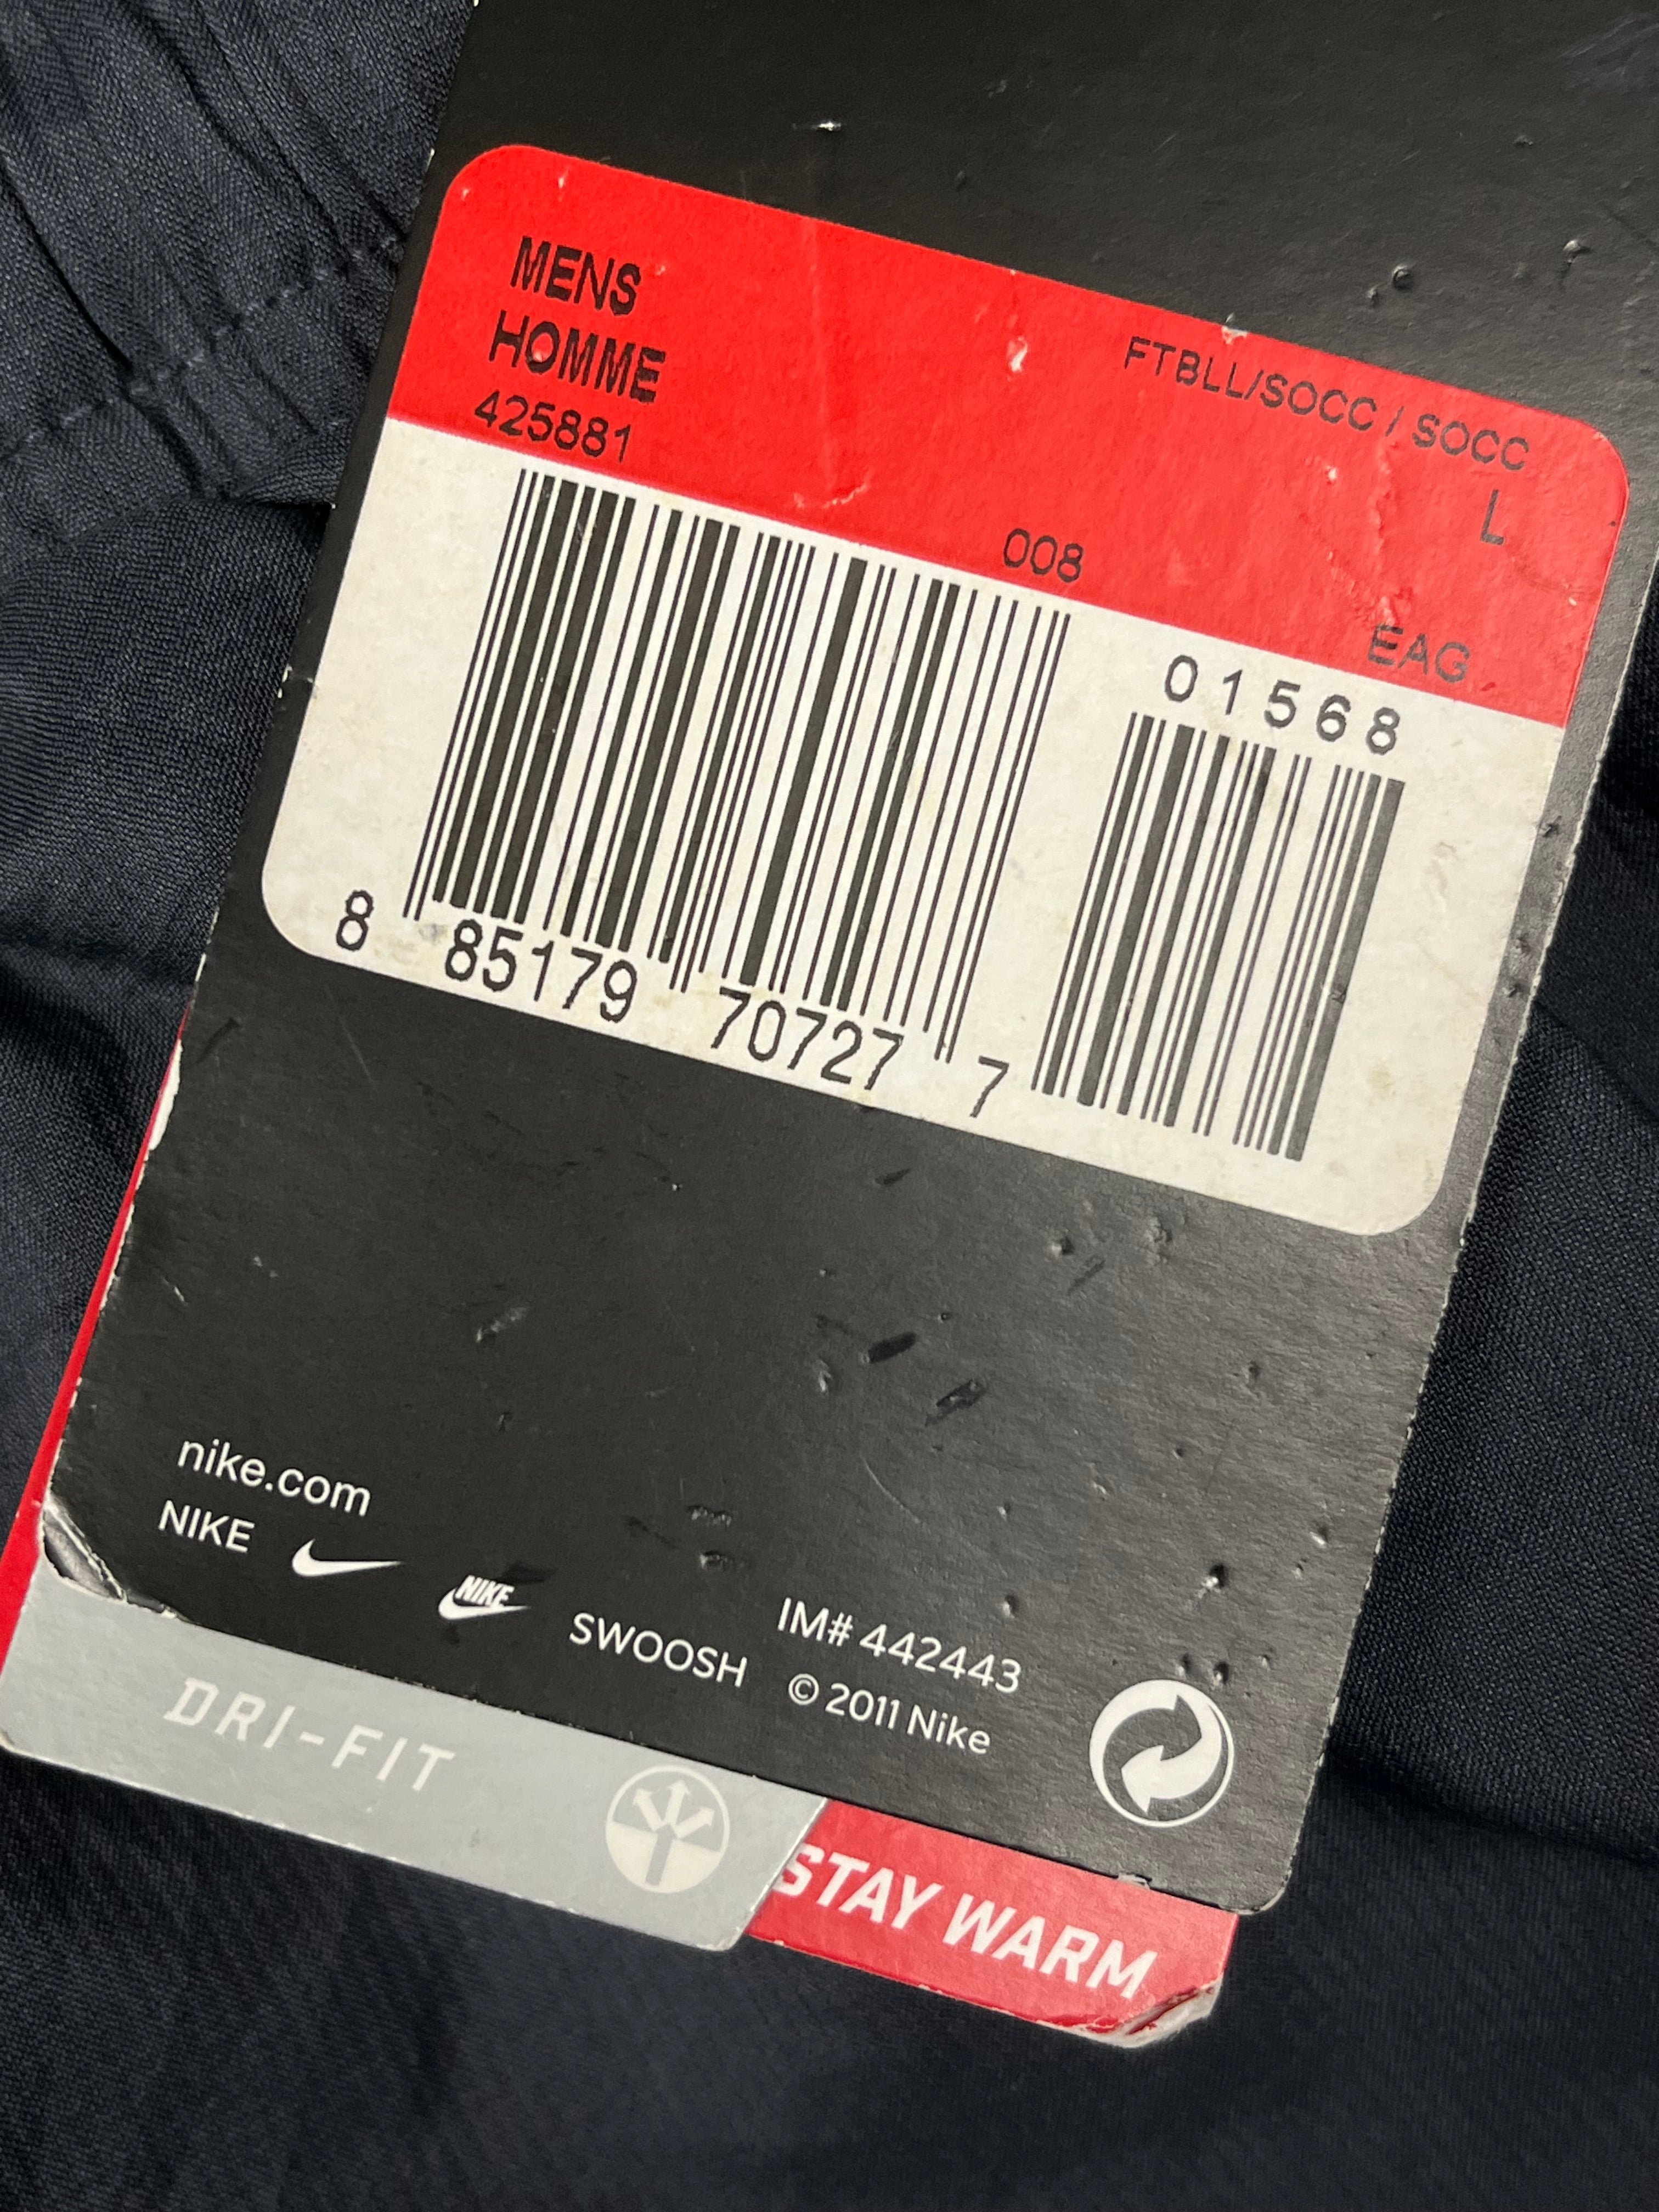 MENS
HOMME
FTBLL/SOCC / SOCC
425881
L
008
EAG
01568
8 85179 70727 7
nike.com
NIKE NIKE SWOOSH
IM# 442443
© 2011 Nike
DRI-FIT
STAY WARM